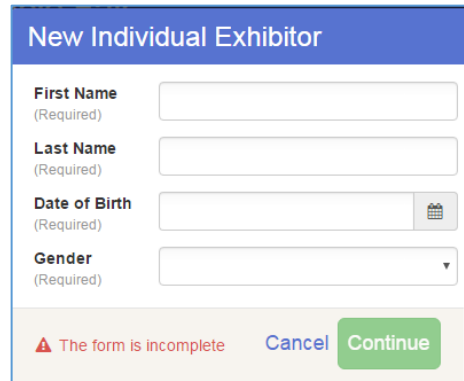 New Individual Exhibitor
First Name
(Required)
Last Name
(Required)
Date of Birth
(Required)
Gender
(Required)
The form is incomplete Cancel Continue